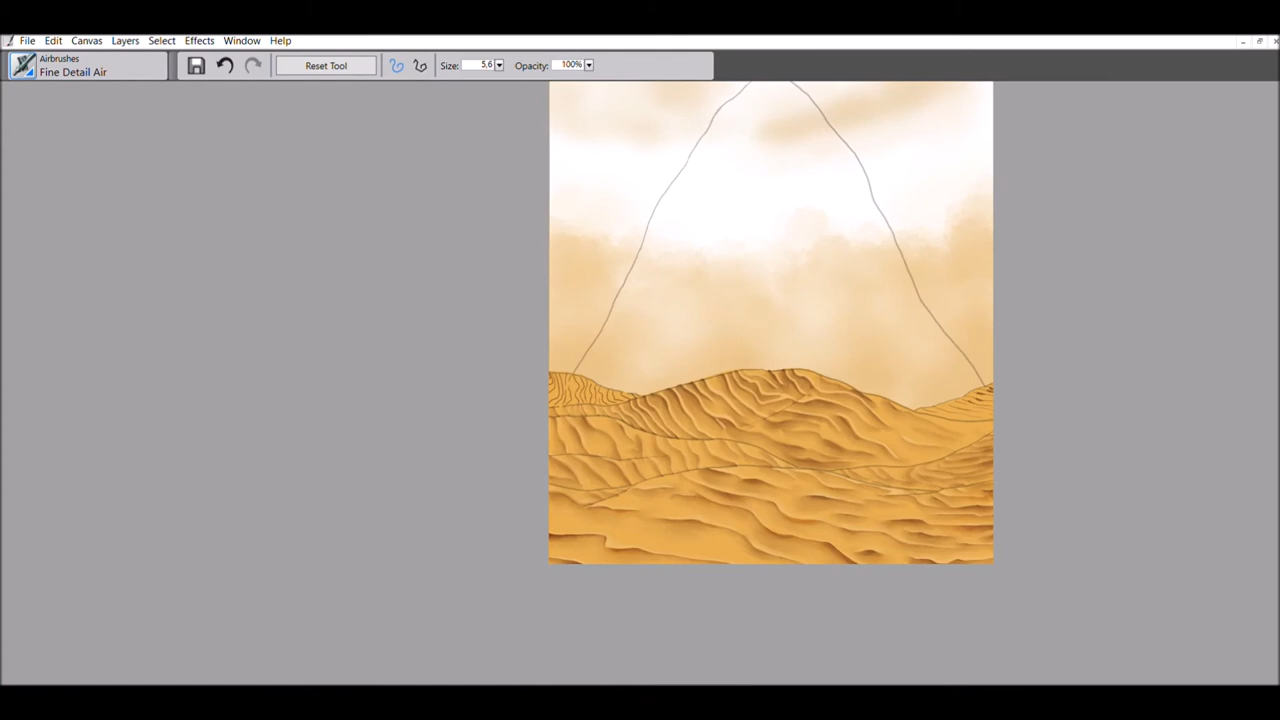 File Edit Canvas Layers Select Effects Window Help
Airbrushes
Fine Detail Air
Reset Tool Size: 5,6 Opacity: 100%